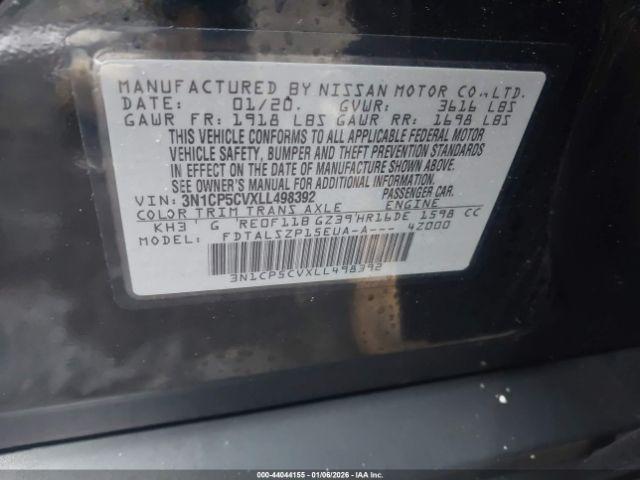 MANUFACTURED BY NISSAN MOTOR CO.,LTD.
DATE: 01/20. GVWR: 3616 LBS
GAWR FR: 1918 LBS GAWR RR: 1698 LBS
THIS VEHICLE CONFORMS TO ALL APPLICABLE FEDERAL MOTOR
VEHICLE SAFETY, BUMPER AND THEFT PREVENTION STANDARDS
IN EFFECT ON THE DATE OF MANUFACTURE SHOWN ABOVE.
SEE OWNER'S MANUAL FOR ADDITIONAL INFORMATION.
VIN: 3N1CP5CVXLL498392 PASSENGER CAR.
COLOR TRIM TRANS AXLE ENGINE
KH3 G RE0F11B GZ39 HR16DE 1598 CC
MODEL: FDTALSZP15EUA-A--- 4Z000
3N1CP5CVXLL498392
© IAA - 44044155 | 01/06/2026 - IAAI.COM